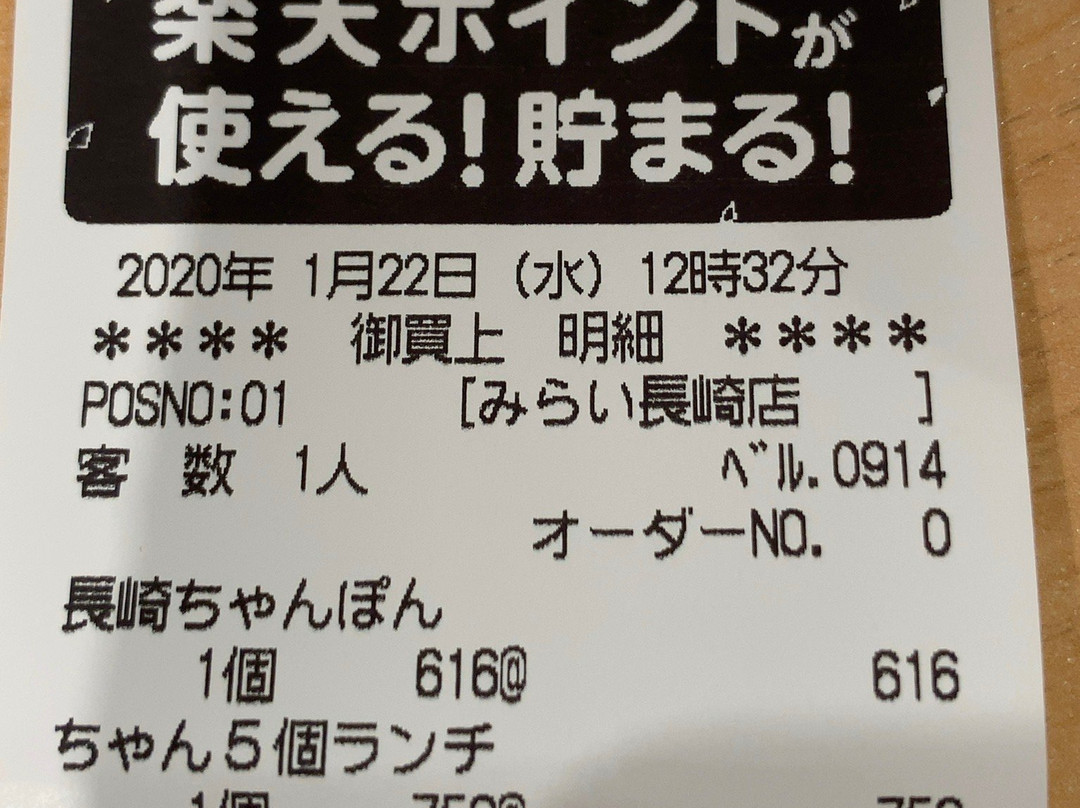 楽天ポイントが
使える!貯まる!
2020年 1月22日 (水) 12時32分
**** 御買上 明細 ****
POSNO:01 [みらい長崎店 ]
客 数 1人 ベル.0914
オーダーNO. 0
長崎ちゃんぽん
1個 616@ 616
ちゃん5個ランチ
1個